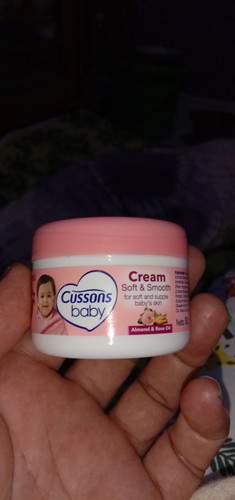 Cussons
baby
Cream
Soft & Smooth
for soft and supple
baby's skin
Almond & Rose Oil